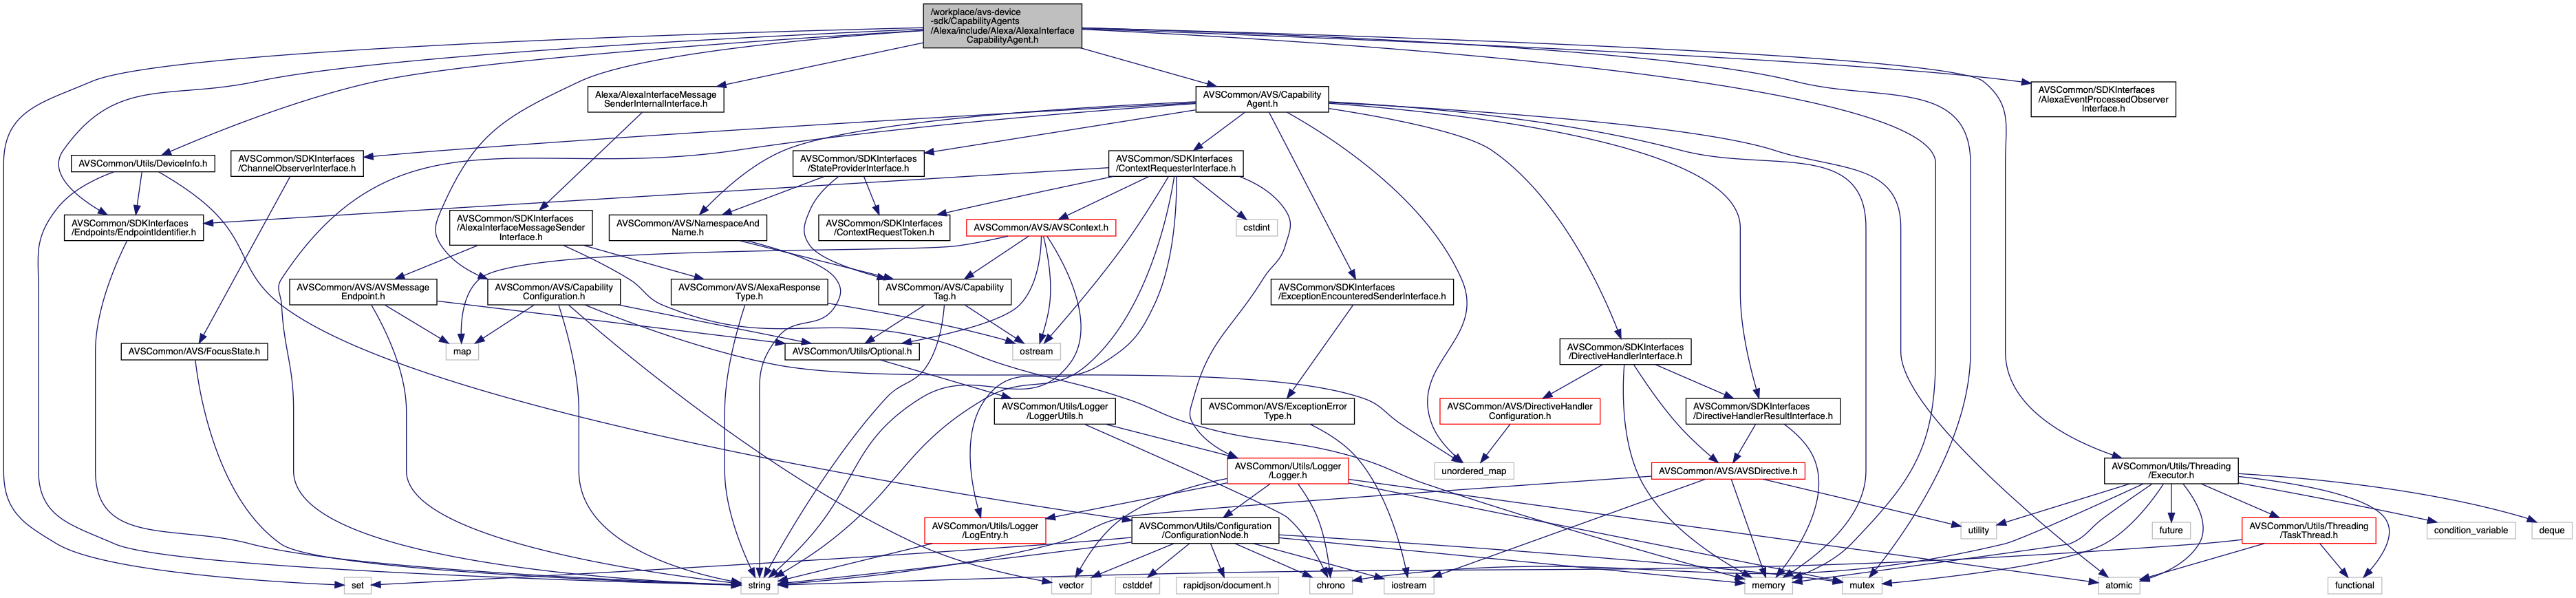 /workplace/avs-device
-sdk/CapabilityAgents
/Alexa/include/Alexa/AlexaInterface
CapabilityAgent.h
Alexa/AlexaInterfaceMessage
SenderInternalInterface.h
AVSCommon/AVS/Capability
Agent.h
AVSCommon/SDKInterfaces
/AlexaEventProcessedObserver
Interface.h
AVSCommon/Utils/DeviceInfo.h
AVSCommon/SDKInterfaces
/ChannelObserverInterface.h
AVSCommon/SDKInterfaces
/StateProviderInterface.h
AVSCommon/SDKInterfaces
/ContextRequesterInterface.h
AVSCommon/SDKInterfaces
/Endpoints/EndpointIdentifier.h
AVSCommon/SDKInterfaces
/AlexaInterfaceMessageSender
Interface.h
AVSCommon/AVS/NamespaceAnd
Name.h
AVSCommon/SDKInterfaces
/ContextRequestToken.h
AVSCommon/AVS/AVSContext.h
cstdint
AVSCommon/AVS/AVSMessage
Endpoint.h
AVSCommon/AVS/Capability
Configuration.h
AVSCommon/AVS/AlexaResponse
Type.h
AVSCommon/AVS/Capability
Tag.h
AVSCommon/SDKInterfaces
/ExceptionEncounteredSenderInterface.h
AVSCommon/AVS/FocusState.h
map
AVSCommon/Utils/Optional.h
ostream
AVSCommon/SDKInterfaces
/DirectiveHandlerInterface.h
AVSCommon/Utils/Logger
/LoggerUtils.h
AVSCommon/AVS/ExceptionError
Type.h
AVSCommon/AVS/DirectiveHandler
Configuration.h
AVSCommon/SDKInterfaces
/DirectiveHandlerResultInterface.h
AVSCommon/Utils/Logger
/Logger.h
unordered_map
AVSCommon/AVS/AVSDirective.h
AVSCommon/Utils/Threading
/Executor.h
AVSCommon/Utils/Logger
/LogEntry.h
AVSCommon/Utils/Configuration
/ConfigurationNode.h
utility
future
AVSCommon/Utils/Threading
/TaskThread.h
condition_variable
deque
set
string
vector
cstddef
rapidjson/document.h
chrono
iostream
memory
mutex
atomic
functional